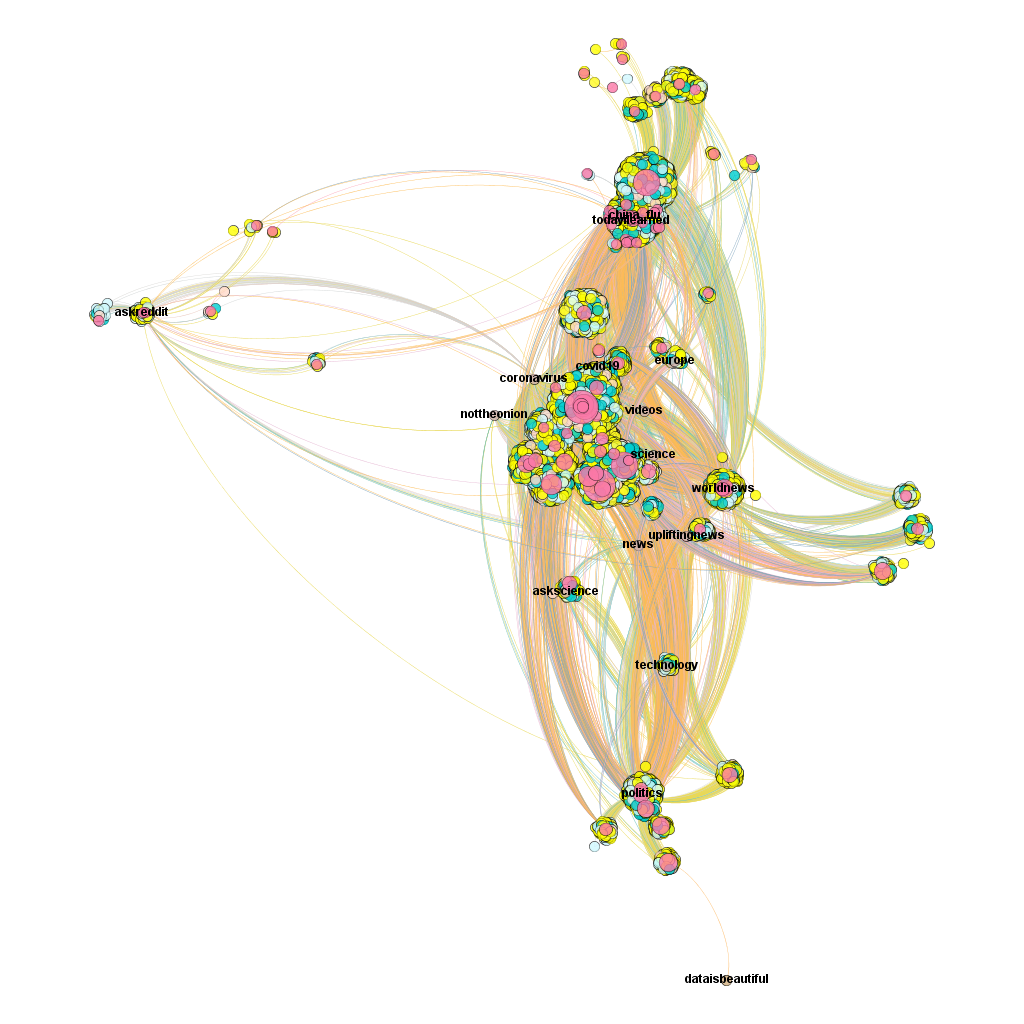 china_flu
todayilearned
askreddit
europe
covid19
coronavirus
videos
nottheonion
science
worldnews
upliftingnews
news
askscience
technology
politics
dataisbeautiful